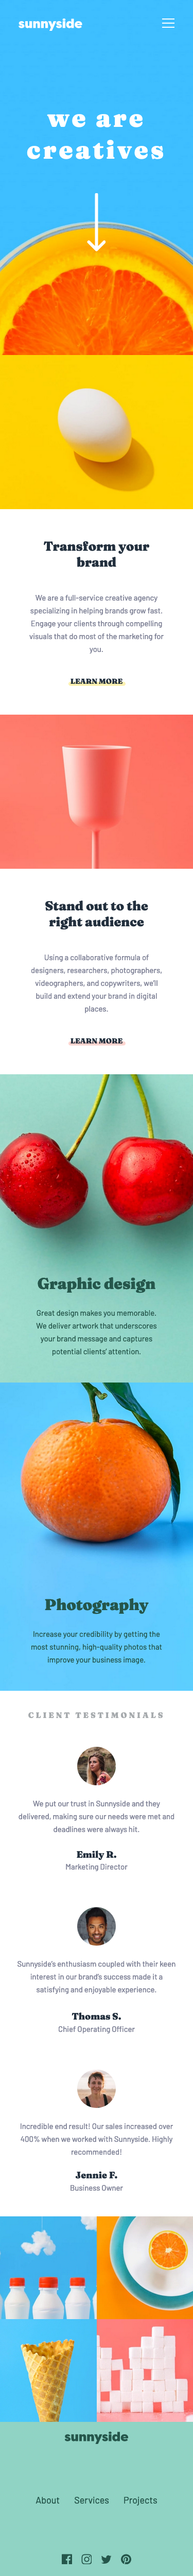 sunnyside
we are
creatives
Transform your
brand
We are a full-service creative agency
specializing in helping brands grow fast.
Engage your clients through compelling
visuals that do most of the marketing for
you.
LEARN MORE
Stand out to the
right audience
Using a collaborative formula of
designers, researchers, photographers,
videographers, and copywriters, we'll
build and extend your brand in digital
places.
LEARN MORE
Graphic design
Great design makes you memorable.
We deliver artwork that underscores
your brand message and captures
potential clients' attention.
Photography
Increase your credibility by getting the
most stunning, high-quality photos that
improve your business image.
CLIENT TESTIMONIALS
We put our trust in Sunnyside and they
delivered, making sure our needs were met and
deadlines were always hit.
Emily R.
Marketing Director
Sunnyside's enthusiasm coupled with their keen
interest in our brand's success made it a
satisfying and enjoyable experience.
Thomas S.
Chief Operating Officer
Incredible end result! Our sales increased over
400% when we worked with Sunnyside. Highly
recommended!
Jennie F.
Business Owner
sunnyside
About Services Projects